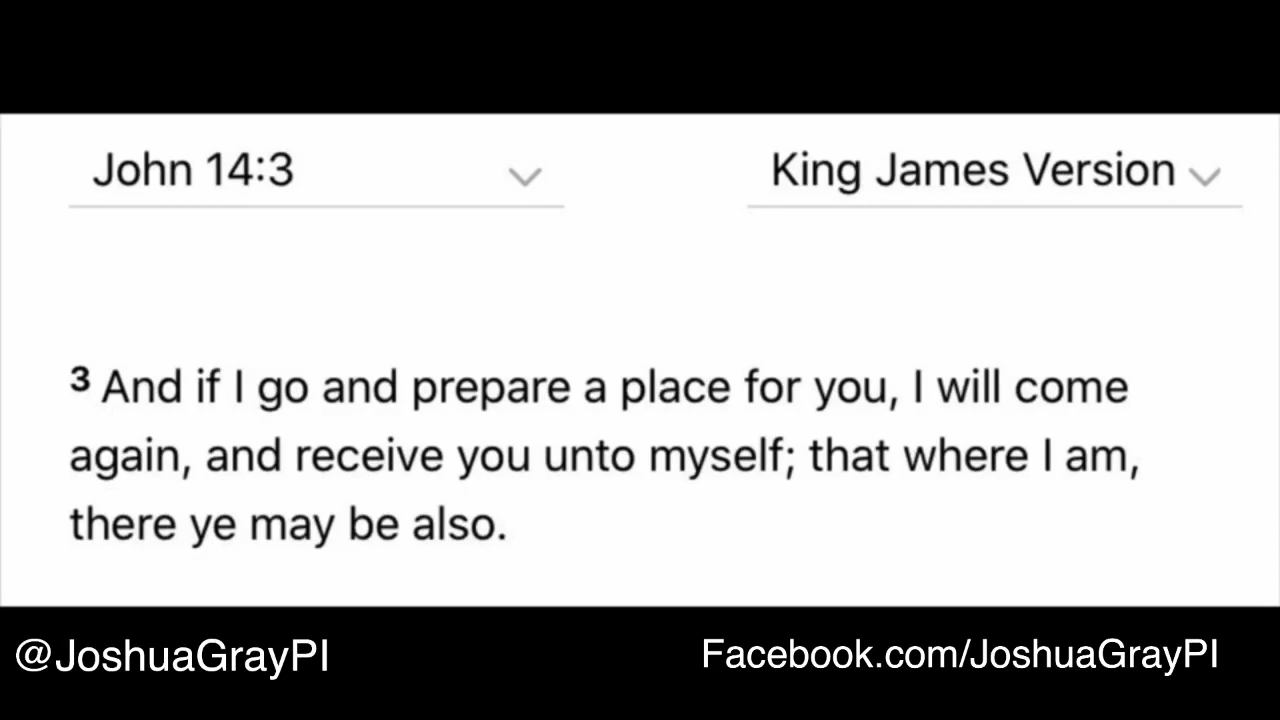 John 14:3
King James Version
3 And if I go and prepare a place for you, I will come
again, and receive you unto myself; that where I am,
there ye may be also.
@JoshuaGrayPI
Facebook.com/JoshuaGrayPI